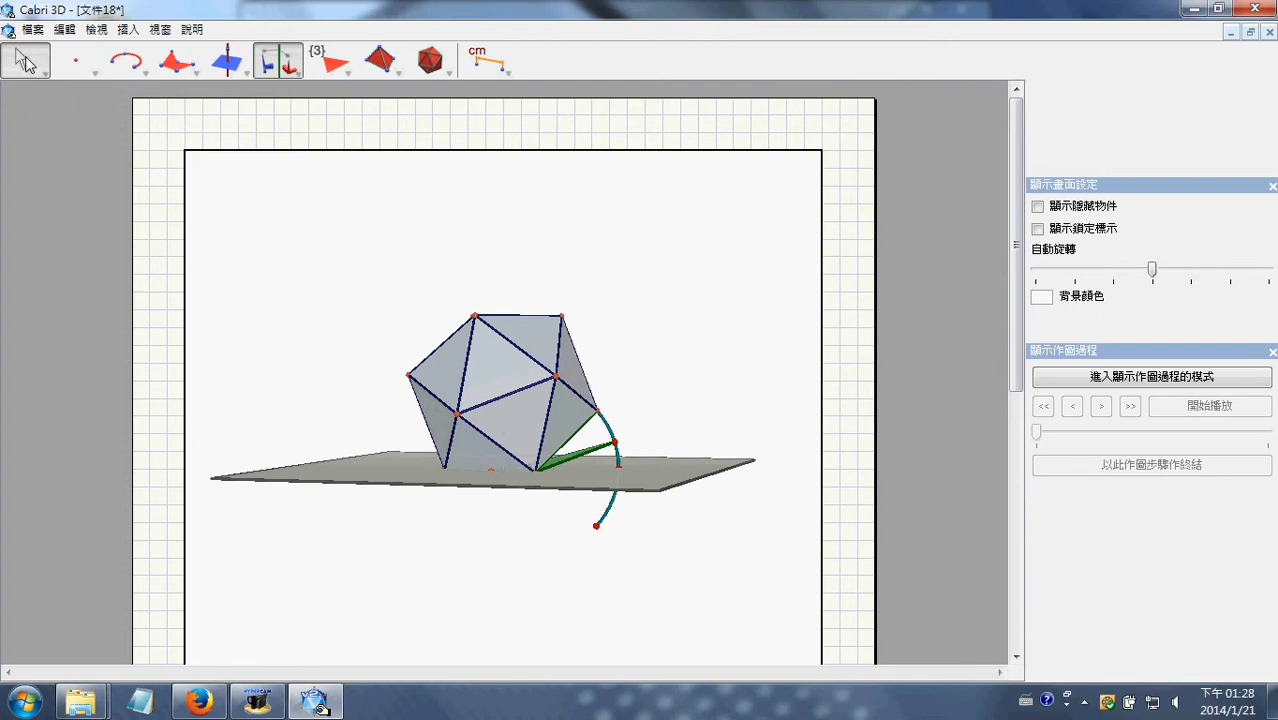 Cabri 3D - [文件18*]
檔案 編輯 檢視 插入 視窗 說明
{3}
cm
顯示畫面設定
顯示隱藏物件
顯示鎖定標示
自動旋轉
背景顏色
顯示作圖過程
進入顯示作圖過程的模式
<< < > >> 開始播放
以此作圖步驟作終結
HYPERCAM
下午 01:28
2014/1/21